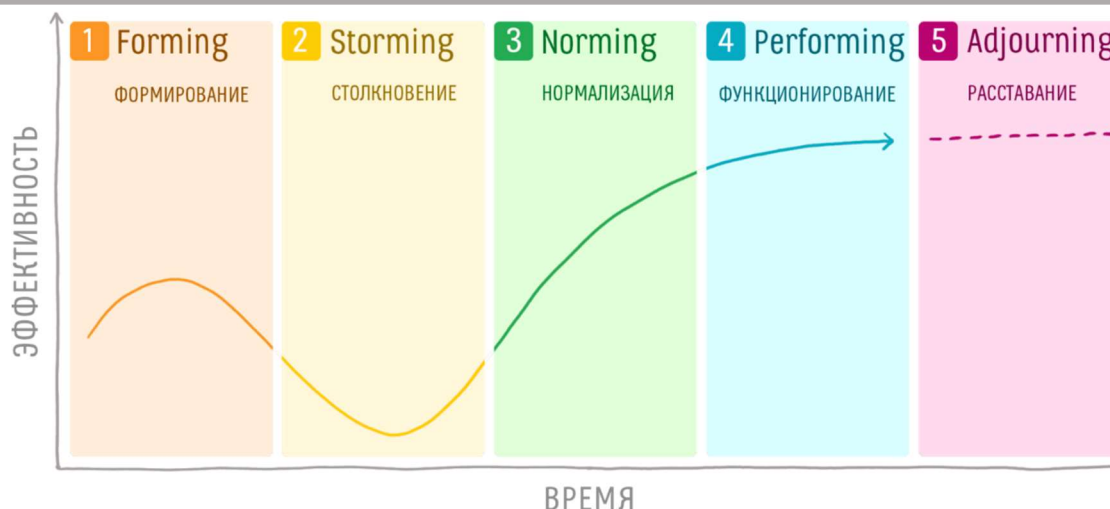 1 Forming
ФОРМИРОВАНИЕ
2 Storming
СТОЛКНОВЕНИЕ
3 Norming
НОРМАЛИЗАЦИЯ
4 Performing
ФУНКЦИОНИРОВАНИЕ
5 Adjourning
РАССТАВАНИЕ
ЭФФЕКТИВНОСТЬ
ВРЕМЯ